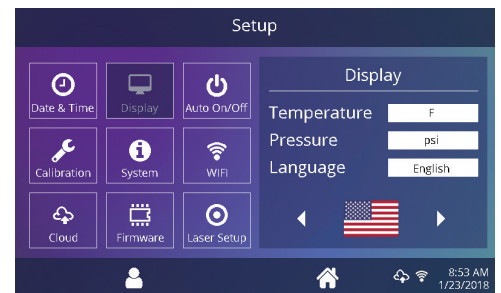 Setup
Date & Time
Display
Auto On/Off
Calibration
System
WIFI
Cloud
Firmware
Laser Setup
Display
Temperature F
Pressure psi
Language English
8:53 AM
1/23/2018